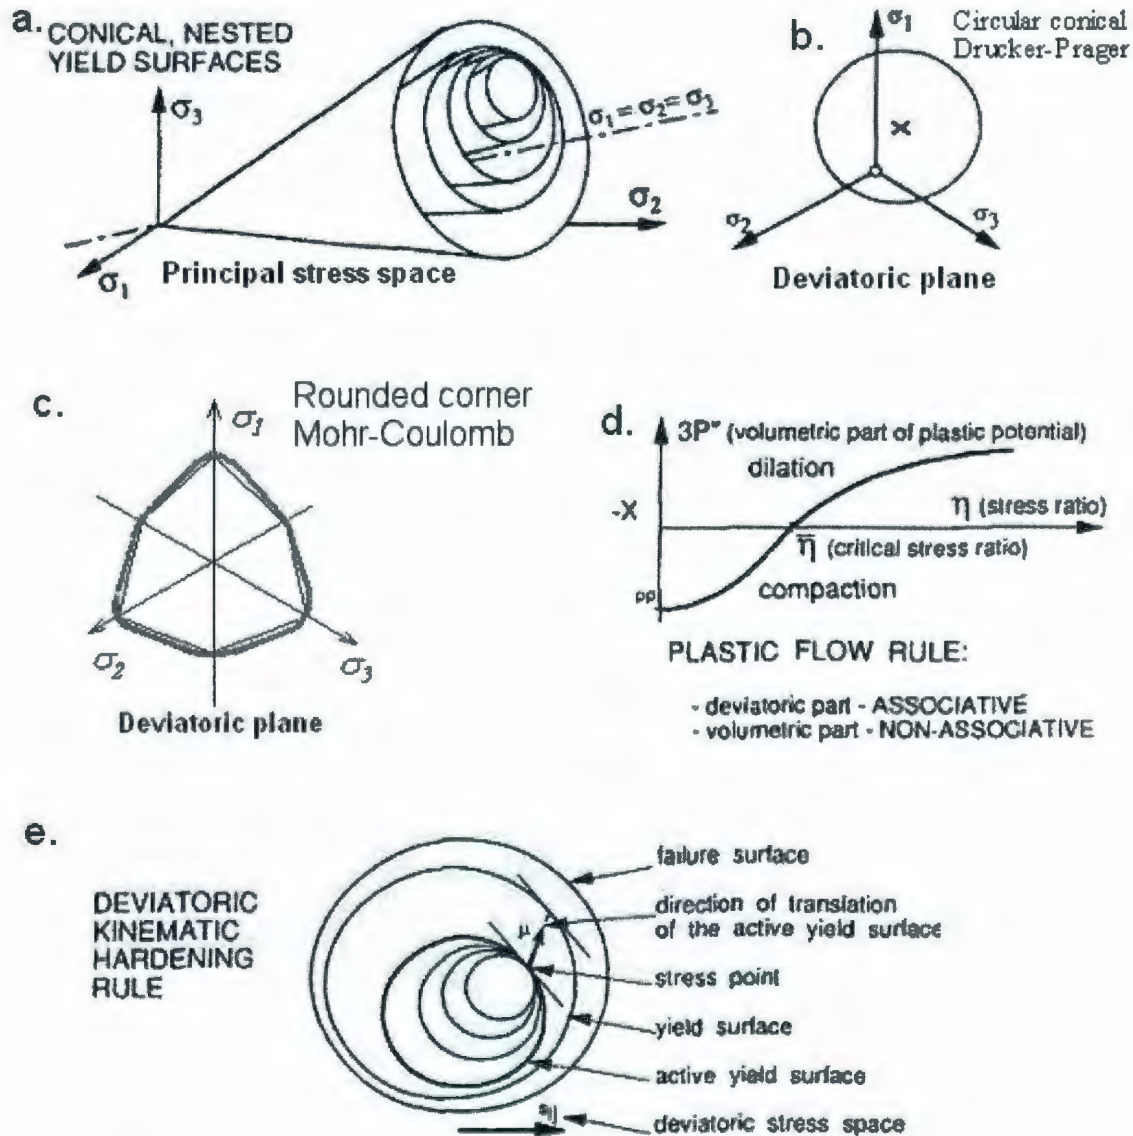 a. CONICAL, NESTED
YIELD SURFACES
σ3
σ1 = σ2 = σ3
σ2
σ1
Principal stress space
b.
σ1
Circular conical
Drucker-Prager
σ2
σ3
Deviatoric plane
c.
Rounded corner
Mohr-Coulomb
σ1
σ2
σ3
Deviatoric plane
d.
3P" (volumetric part of plastic potential)
dilation
-X
η (stress ratio)
η̄ (critical stress ratio)
PP
compaction
PLASTIC FLOW RULE:
- deviatoric part - ASSOCIATIVE
- volumetric part - NON-ASSOCIATIVE
e.
DEVIATORIC
KINEMATIC
HARDENING
RULE
failure surface
direction of translation
of the active yield surface
μ
stress point
yield surface
active yield surface
sij
deviatoric stress space